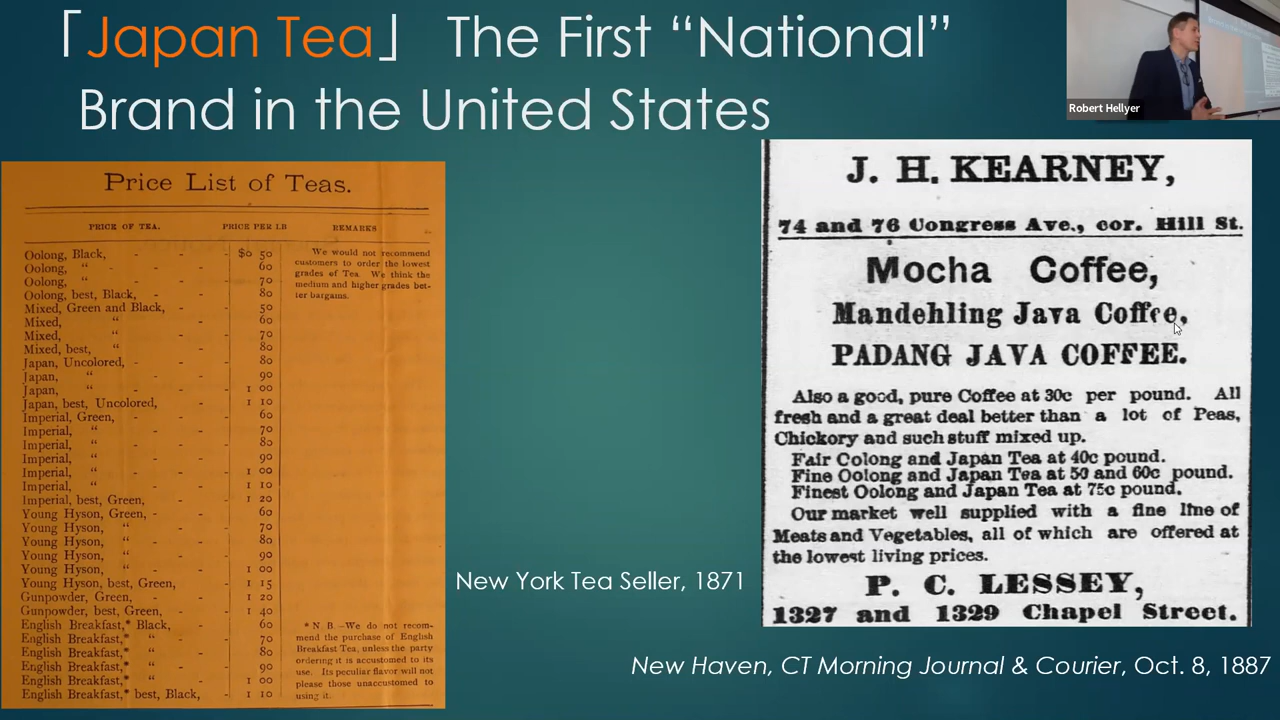 「Japan Tea」 The First “National”
Brand in the United States
Robert Hellyer
Price List of Teas.
PRICE OF TEA. PRICE PER LB REMARKS
Oolong, Black, - - - $0 50
Oolong, “ - - 60
Oolong, “ - - 70
Oolong, best, Black, - - 80
Mixed, Green and Black, - - 50
Mixed, “ - - 60
Mixed, “ - - 70
Mixed, best, “ - - 80
Japan, Uncolored, - - - 80
Japan, “ - - 90
Japan, “ - - 1 00
Japan, best, Uncolored, - - 1 10
Imperial, Green, - - - 60
Imperial, “ - - 70
Imperial, “ - - 80
Imperial, “ - - 90
Imperial, “ - - 1 00
Imperial, “ - - 1 10
Imperial, best, Green, - - 1 20
Young Hyson, Green, - - - 60
Young Hyson, “ - - 70
Young Hyson, “ - - 80
Young Hyson, “ - - 90
Young Hyson, “ - - 1 00
Young Hyson, best, Green, - 1 15
Gunpowder, Green, - - - 1 20
Gunpowder, best, Green, - - 1 40
English Breakfast,* Black, - 60
English Breakfast,* “ - 70
English Breakfast,* “ - 80
English Breakfast,* “ - 90
English Breakfast,* “ - 1 00
English Breakfast,* best, Black, - 1 10
We would not recommend
customers to order the lowest
grades of Tea We think the
medium and higher grades bet-
ter bargains.
* N B.—We do not recom-
mend the purchase of English
Breakfast Tea, unless the party
ordering it is accustomed to its
use. Its peculiar flavor will not
please those unaccustomed to
using it.
New York Tea Seller, 1871
J. H. KEARNEY,
74 and 76 Congress Ave., cor. Hill St.
Mocha Coffee,
Mandehling Java Coffee,
PADANG JAVA COFFEE.
Also a good, pure Coffee at 30c per pound. All
fresh and a great deal better than a lot of Peas,
Chickory and such stuff mixed up.
Fair Oolong and Japan Tea at 40c pound.
Fine Oolong and Japan Tea at 50 and 60c pound.
Finest Oolong and Japan Tea at 75c pound.
Our market well supplied with a fine line of
Meats and Vegetables, all of which are offered at
the lowest living prices.
P. C. LESSEY,
1327 and 1329 Chapel Street.
New Haven, CT Morning Journal & Courier, Oct. 8, 1887